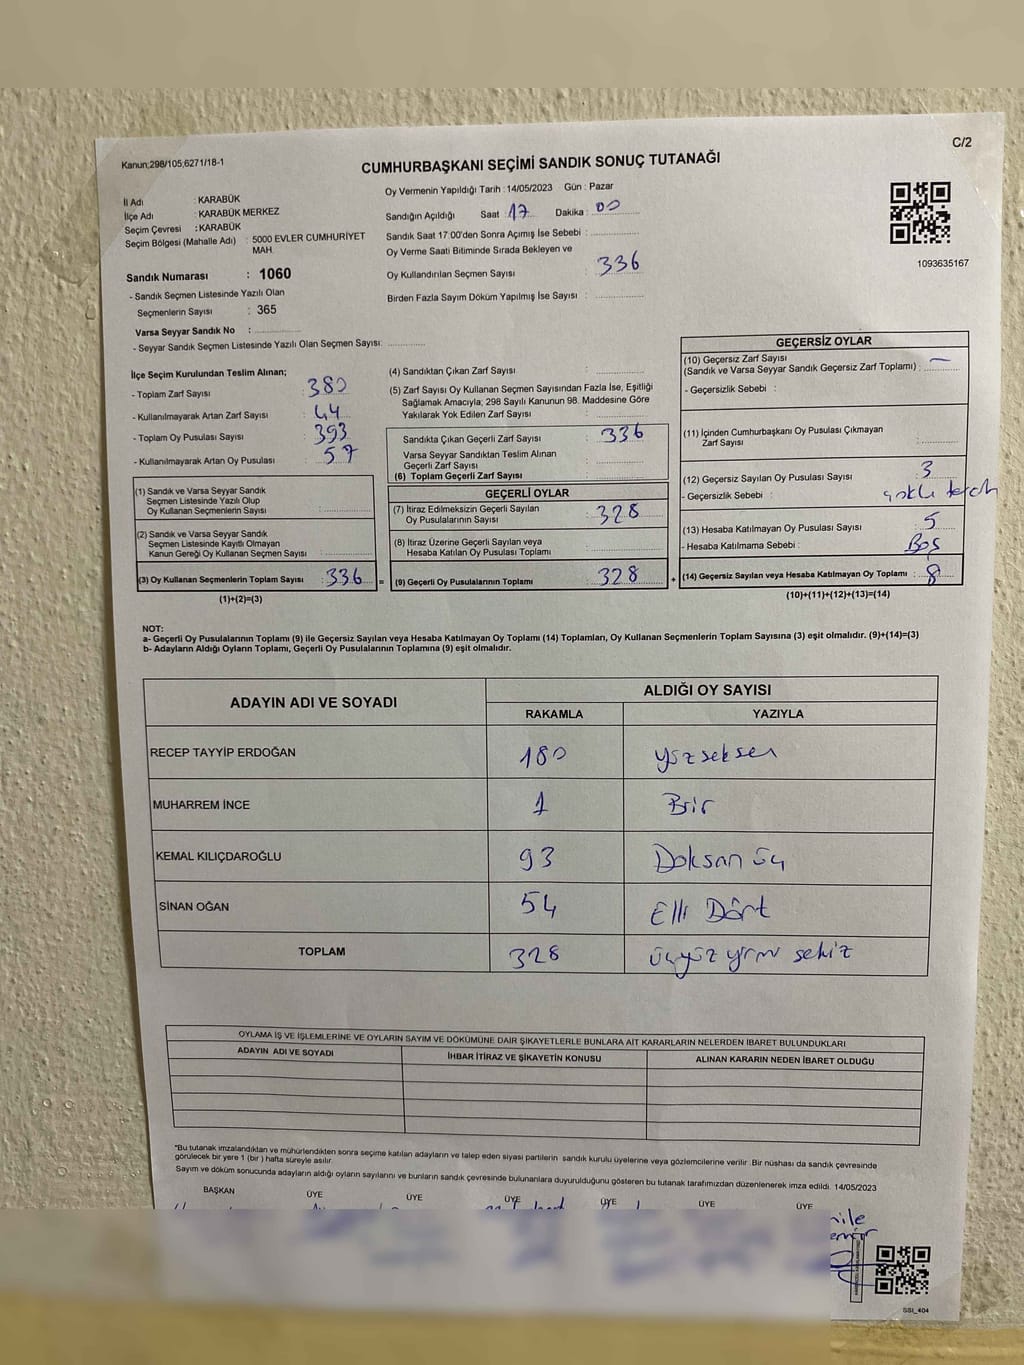 Kanun;298/105;6271/18-1
C/2
CUMHURBAŞKANI SEÇİMİ SANDIK SONUÇ TUTANAĞI
İl Adı : KARABÜK
İlçe Adı : KARABÜK MERKEZ
Seçim Çevresi : KARABÜK
Seçim Bölgesi (Mahalle Adı) : 5000 EVLER CUMHURİYET
MAH.
Sandık Numarası : 1060
- Sandık Seçmen Listesinde Yazılı Olan
Seçmenlerin Sayısı : 365
Varsa Seyyar Sandık No :
- Seyyar Sandık Seçmen Listesinde Yazılı Olan Seçmen Sayısı:
Oy Vermenin Yapıldığı Tarih : 14/05/2023 Gün : Pazar
Sandığın Açıldığı Saat : 17 Dakika : 00
Sandık Saat 17:00'den Sonra Açımış İse Sebebi :
Oy Verme Saati Bitiminde Sırada Bekleyen ve
Oy Kullandırılan Seçmen Sayısı : 336
Birden Fazla Sayım Döküm Yapılmış İse Sayısı :
1093635167
İlçe Seçim Kurulundan Teslim Alınan;
- Toplam Zarf Sayısı : 380
- Kullanılmayarak Artan Zarf Sayısı : 44
- Toplam Oy Pusulası Sayısı : 393
- Kullanılmayarak Artan Oy Pusulası : 57
(1) Sandık ve Varsa Seyyar Sandık
Seçmen Listesinde Yazılı Olup
Oy Kullanan Seçmenlerin Sayısı :
(2) Sandık ve Varsa Seyyar Sandık
Seçmen Listesinde Kayıtlı Olmayan
Kanun Gereği Oy Kullanan Seçmen Sayısı :
(3) Oy Kullanan Seçmenlerin Toplam Sayısı : 336 =
(1)+(2)=(3)
(4) Sandıktan Çıkan Zarf Sayısı :
(5) Zarf Sayısı Oy Kullanan Seçmen Sayısından Fazla İse, Eşitliği
Sağlamak Amacıyla; 298 Sayılı Kanunun 98. Maddesine Göre
Yakılarak Yok Edilen Zarf Sayısı :
Sandıkta Çıkan Geçerli Zarf Sayısı : 336
Varsa Seyyar Sandıktan Teslim Alınan
Geçerli Zarf Sayısı :
(6) Toplam Geçerli Zarf Sayısı :
GEÇERLİ OYLAR
(7) İtiraz Edilmeksizin Geçerli Sayılan
Oy Pusulalarının Sayısı : 328
(8) İtiraz Üzerine Geçerli Sayılan veya
Hesaba Katılan Oy Pusulası Toplamı :
(9) Geçerli Oy Pusulalarının Toplamı : 328 +
GEÇERSİZ OYLAR
(10) Geçersiz Zarf Sayısı
(Sandık ve Varsa Seyyar Sandık Geçersiz Zarf Toplamı) : —
- Geçersizlik Sebebi :
(11) İçinden Cumhurbaşkanı Oy Pusulası Çıkmayan
Zarf Sayısı :
(12) Geçersiz Sayılan Oy Pusulası Sayısı : 3
- Geçersizlik Sebebi :
(13) Hesaba Katılmayan Oy Pusulası Sayısı : 5
- Hesaba Katılmama Sebebi : Boş
(14) Geçersiz Sayılan veya Hesaba Katılmayan Oy Toplamı : 8
(10)+(11)+(12)+(13)=(14)
NOT:
a- Geçerli Oy Pusulalarının Toplamı (9) ile Geçersiz Sayılan veya Hesaba Katılmayan Oy Toplamı (14) Toplamları, Oy Kullanan Seçmenlerin Toplam Sayısına (3) eşit olmalıdır. (9)+(14)=(3)
b- Adayların Aldığı Oyların Toplamı, Geçerli Oy Pusulalarının Toplamına (9) eşit olmalıdır.
ADAYIN ADI VE SOYADI ALDIĞI OY SAYISI
RAKAMLA YAZIYLA
RECEP TAYYİP ERDOĞAN 180 yüzseksen
MUHARREM İNCE 1 Bir
KEMAL KILIÇDAROĞLU 93 Doksan üç
SİNAN OĞAN 54 Elli Dört
TOPLAM 328 üçyüz yirmi sekiz
OYLAMA İŞ VE İŞLEMLERİNE VE OYLARIN SAYIM VE DÖKÜMÜNE DAİR ŞİKAYETLERLE BUNLARA AİT KARARLARIN NELERDEN İBARET BULUNDUKLARI
ADAYIN ADI VE SOYADI İHBAR İTİRAZ VE ŞİKAYETİN KONUSU ALINAN KARARIN NEDEN İBARET OLDUĞU
*Bu tutanak imzalandıktan ve mühürlendikten sonra seçime katılan adayların ve talep eden siyasi partilerin sandık kurulu üyelerine veya gözlemcilerine verilir. Bir nüshası da sandık çevresinde
görülecek bir yere 1 (bir ) hafta süreyle asılır.
Sayım ve döküm sonucunda adayların aldığı oyların sayılarını ve bunların sandık çevresinde bulunanlara duyurulduğunu gösteren bu tutanak tarafımızdan düzenlenerek imza edildi. 14/05/2023
BAŞKAN ÜYE ÜYE ÜYE ÜYE ÜYE ÜYE
SSI_404